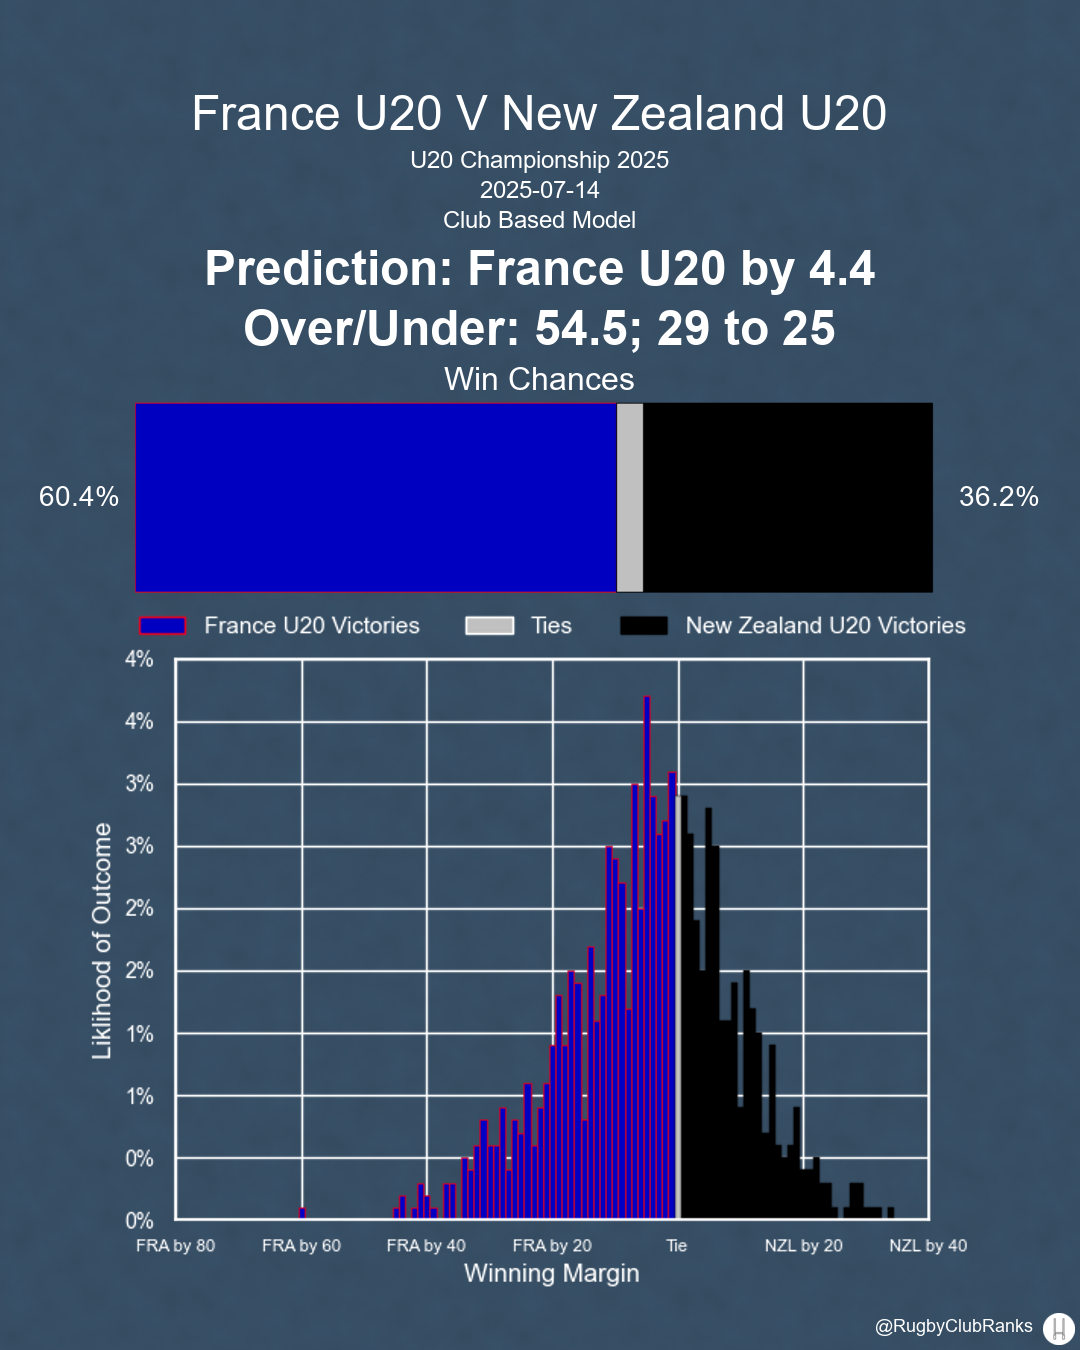 France U20 V New Zealand U20
U20 Championship 2025
2025-07-14
Club Based Model
Prediction: France U20 by 4.4
Over/Under: 54.5; 29 to 25
Win Chances
60.4%
36.2%
France U20 Victories
Ties
New Zealand U20 Victories
4%
4%
3%
3%
2%
2%
1%
1%
0%
0%
Liklihood of Outcome
FRA by 80
FRA by 60
FRA by 40
FRA by 20
Tie
NZL by 20
NZL by 40
Winning Margin
@RugbyClubRanks